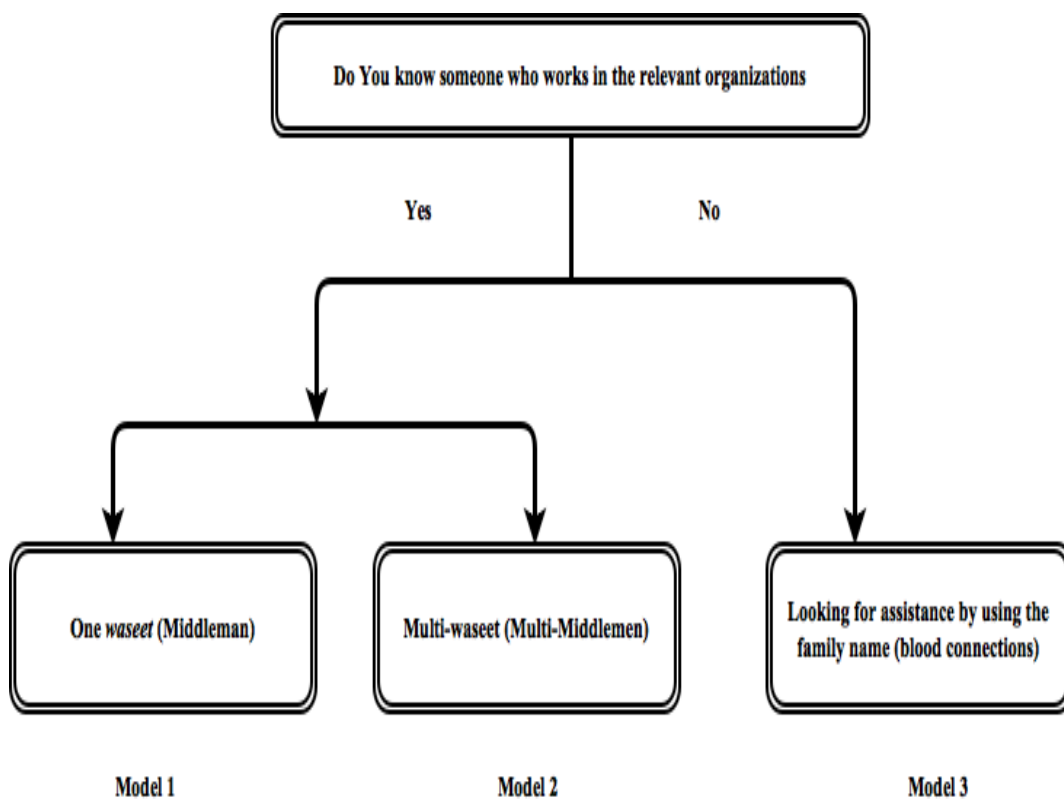 Do You know someone who works in the relevant organizations
Yes
No
One waseet (Middleman)
Multi-waseet (Multi-Middlemen)
Looking for assistance by using the
family name (blood connections)
Model 1
Model 2
Model 3